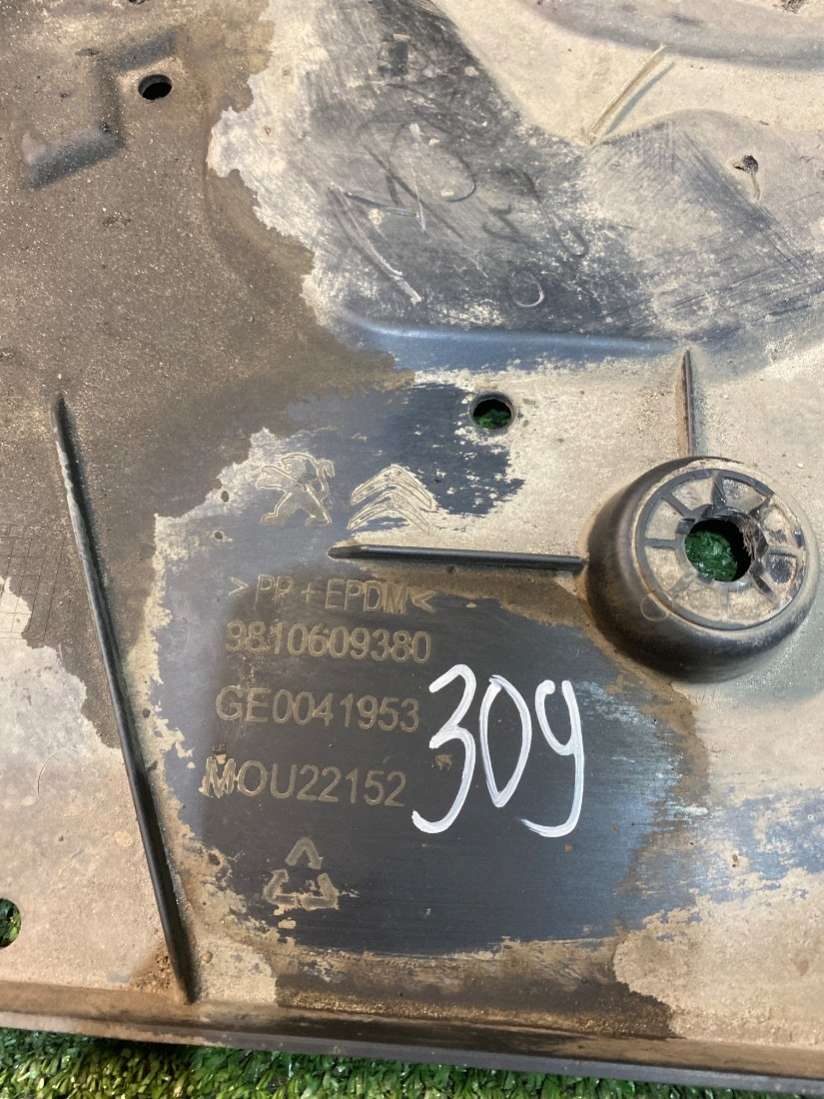 >PP+EPDM<
9810609380
GE0041953
309
MOU22152